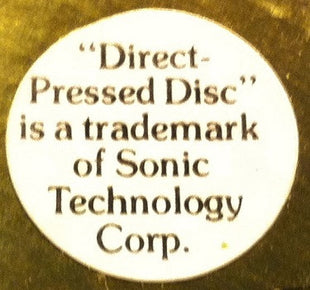 “Direct-
Pressed Disc”
is a trademark
of Sonic
Technology
Corp.